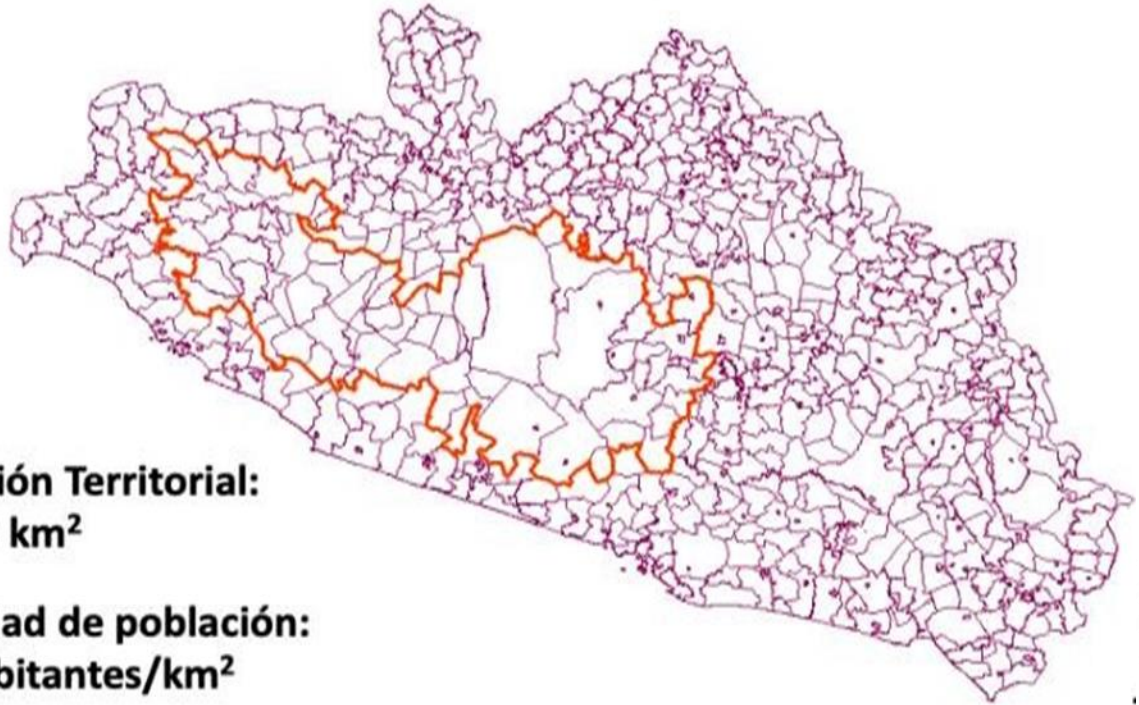 ión Territorial:
km²
ad de población:
bitantes/km²